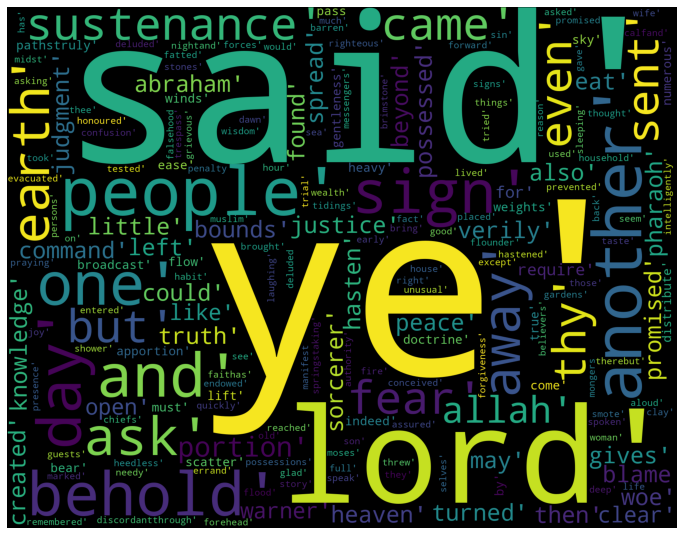 said'
ye'
lord'
sustenance'
came'
people'
sign'
another'
earth'
even'
sent'
one'
but'
and'
day'
ask'
behold'
portion'
fear'
away'
thy'
allah'
abraham'
judgment'
spread'
found'
beyond'
possessed'
also'
eat'
pharaoh'
promised'
verily'
for'
justice'
bounds'
little'
left'
command'
could'
like'
truth'
hasten'
peace'
sorcerer'
knowledge'
created'
open'
may'
gives'
blame'
woe'
clear'
then'
turned'
heaven'
warner'
indeed'
scatter'
bear'
must'
lift'
come'
require'
weights'
doctrine'
flounder'
distribute'
numerous'
gentleness'
messengers'
winds'
ease'
falsehood'
trespass'
grievous'
pathstruly'
deluded'
nightand'
forces'
would'
pass'
much'
barren'
righteous'
forward'
asked'
promised'
wife'
has'
sin'
sky'
calfand'
midst'
fatted'
stones'
asking'
thee'
signs'
gave'
honoured'
dawn'
things'
thought'
confusion'
wisdom'
sea'
brimstone'
tried'
reason'
sleeping'
household'
took'
tested'
penalty'
hour'
heavy'
lived'
used'
prevented'
evacuated'
persons'
on'
trial'
wealth'
tidings'
muslim'
fact'
placed'
back'
seem'
intelligently'
praying'
broadcast'
flow'
habit'
brought'
bring'
good'
early'
taste'
laughing'
deluded'
house'
right'
unusual'
except'
hastened'
those'
gardens'
entered'
joy'
shower'
apportion'
see'
faithas'
endowed'
presence'
quickly'
manifest'
springstaking'
authority'
fire'
conceived'
forgiveness'
true'
believers'
therebut'
mongers'
smote'
aloud'
clay'
spoken'
woman'
chiefs'
reached'
old'
son'
assured'
by'
guests'
heedless'
possessions'
moses'
threw'
they'
selves'
deep'
life'
marked'
needy'
errand'
glad'
full'
speak'
flood'
story'
remembered'
discordantthrough'
forehead'